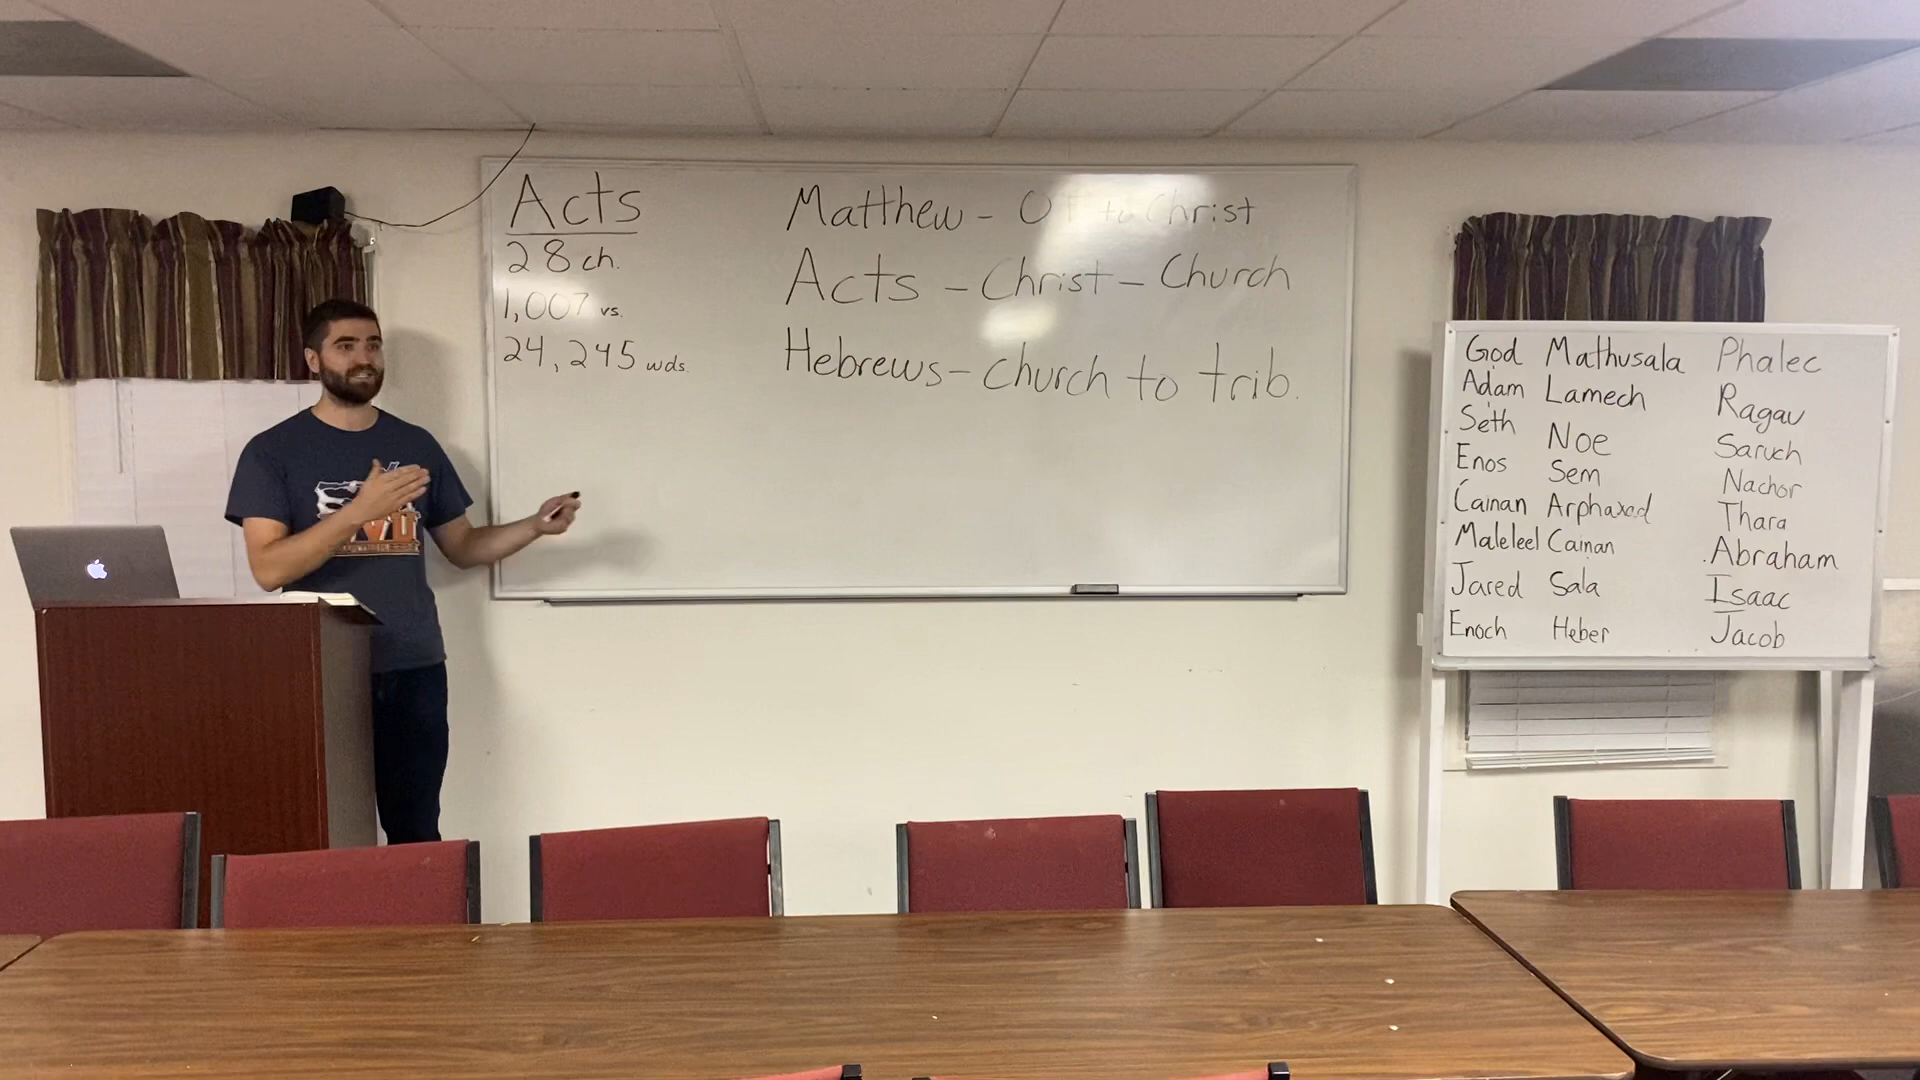 Acts
28 ch.
1,007 vs.
24,245 wds.
Matthew - OT to Christ
Acts - Christ - Church
Hebrews - Church to trib.
God Mathusala Phalec
Adam Lamech Ragau
Seth Noe Saruch
Enos Sem Nachor
Cainan Arphaxad Thara
Maleleel Cainan Abraham
Jared Sala Isaac
Enoch Heber Jacob